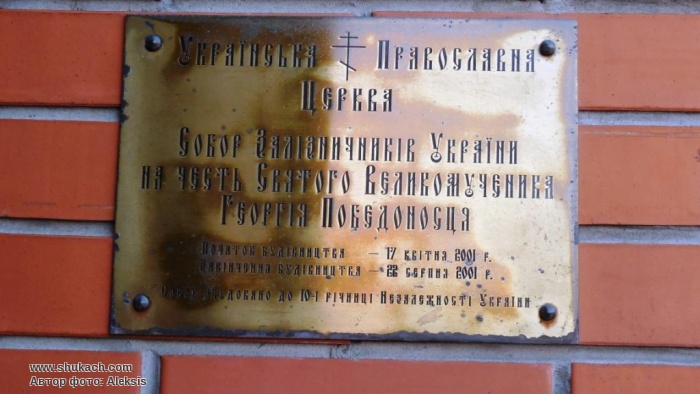 Українська Православна
Церква
Собор Залізничників України
на честь Святого Великомученика
Георгія Побєдоносця
Початок будівництва – 17 квітня 2001 р.
Закінчення будівництва – 22 серпня 2001 р.
Собор збудовано до 10-ї річниці Незалежності України
www.shukach.com
Автор фото: Aleksis